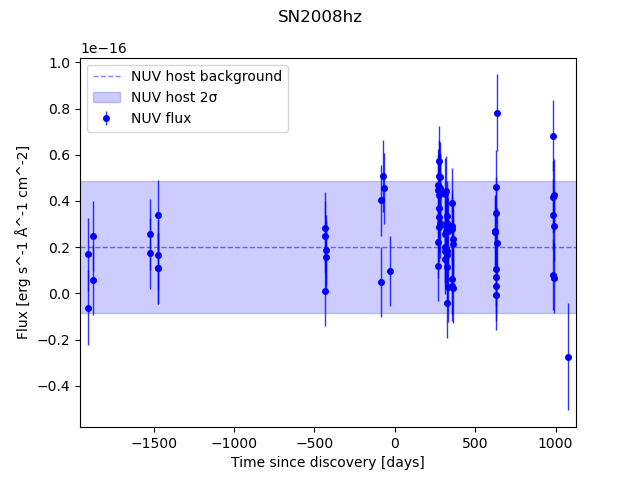 SN2008hz
1e−16
NUV host background
NUV host 2σ
NUV flux
1.0
0.8
0.6
0.4
0.2
0.0
−0.2
−0.4
Flux [erg s^-1 Å^-1 cm^-2]
−1500 −1000 −500 0 500 1000
Time since discovery [days]